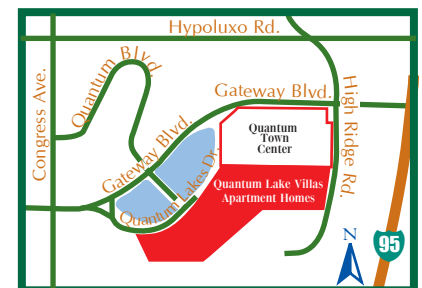 Hypoluxo Rd.
Quantum Blvd.
Congress Ave.
Gateway Blvd.
High Ridge Rd.
Quantum
Town
Center
Gateway Blvd.
Quantum Lakes Dr.
Quantum Lake Villas
Apartment Homes
N
95